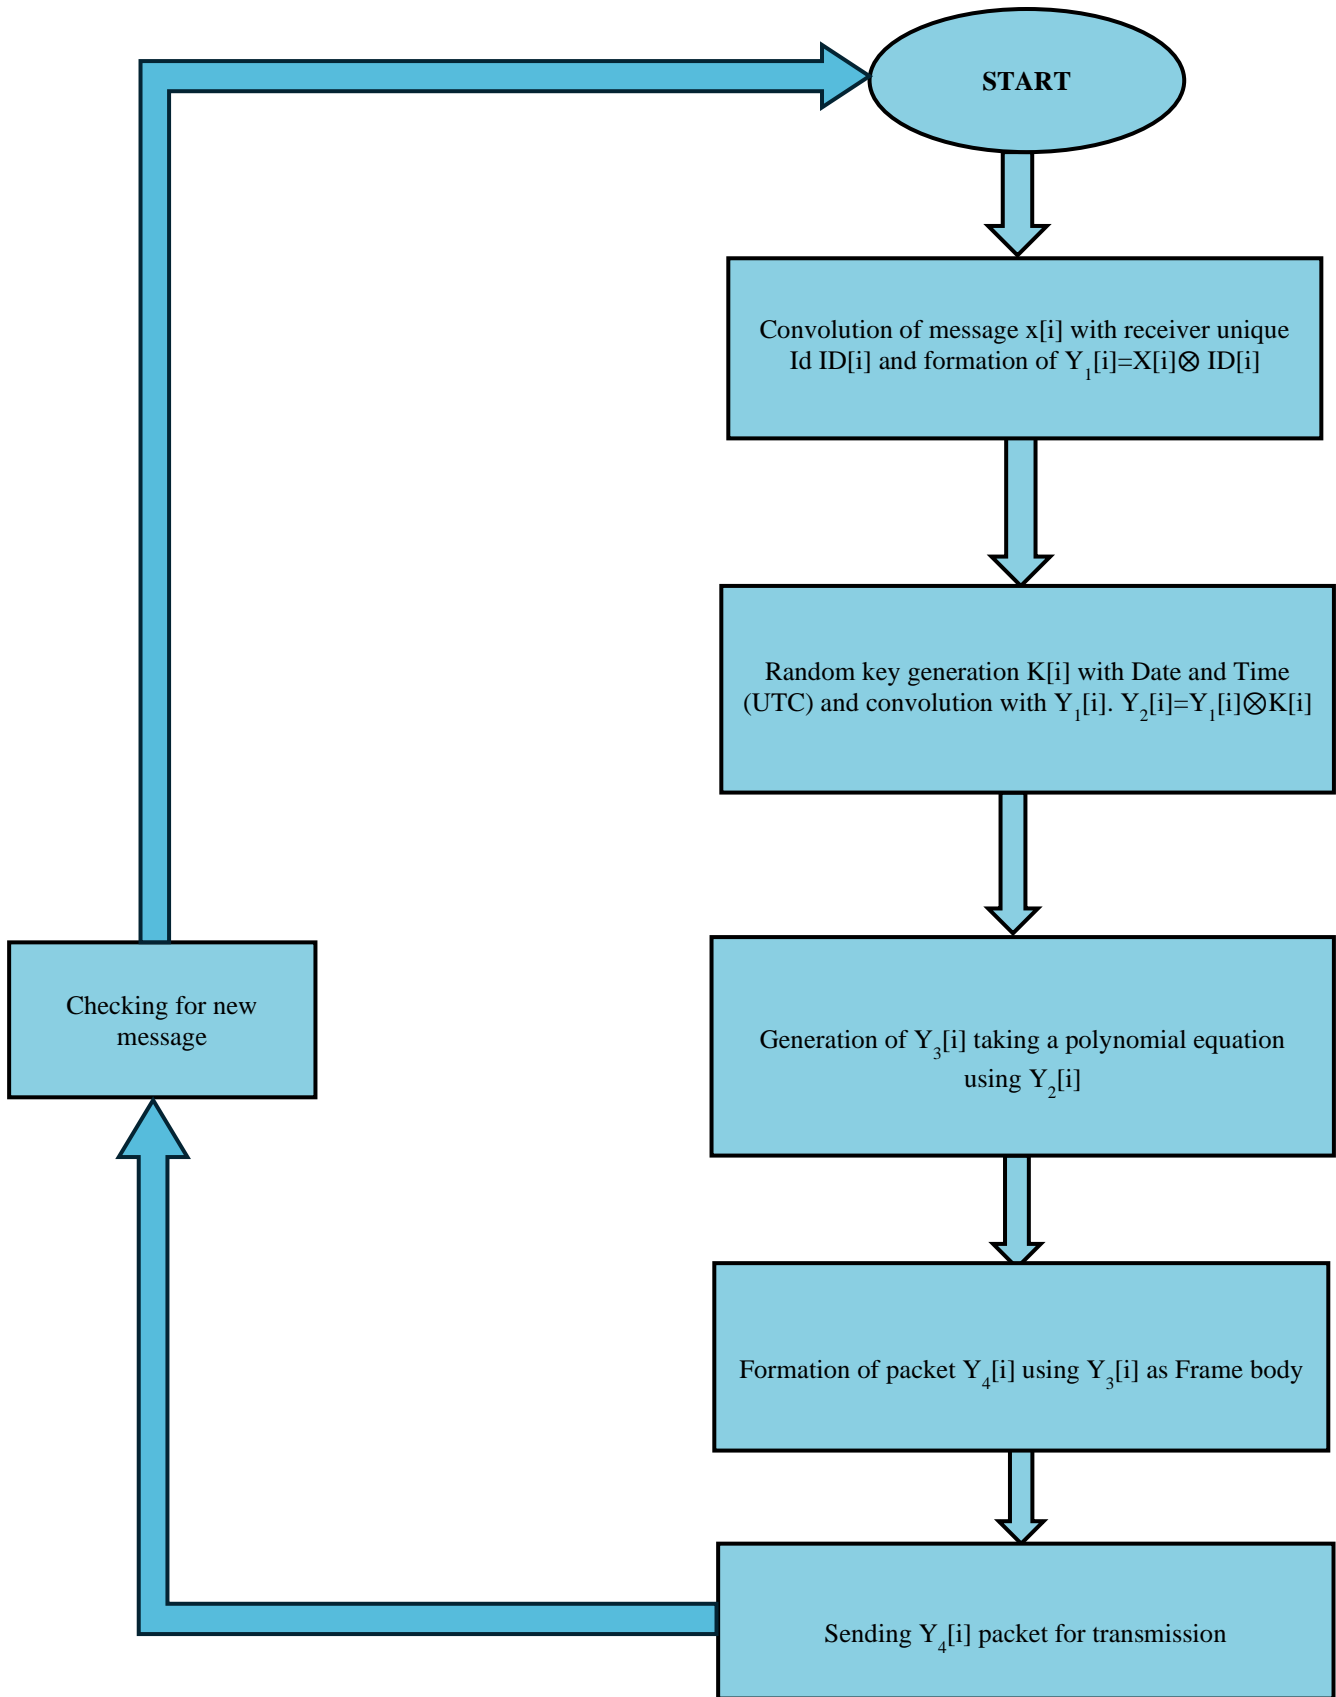 START
Convolution of message x[i] with receiver unique
Id ID[i] and formation of Y₁[i]=X[i]⊗ ID[i]
Random key generation K[i] with Date and Time
(UTC) and convolution with Y₁[i]. Y₂[i]=Y₁[i]⊗K[i]
Generation of Y₃[i] taking a polynomial equation
using Y₂[i]
Formation of packet Y₄[i] using Y₃[i] as Frame body
Sending Y₄[i] packet for transmission
Checking for new
message